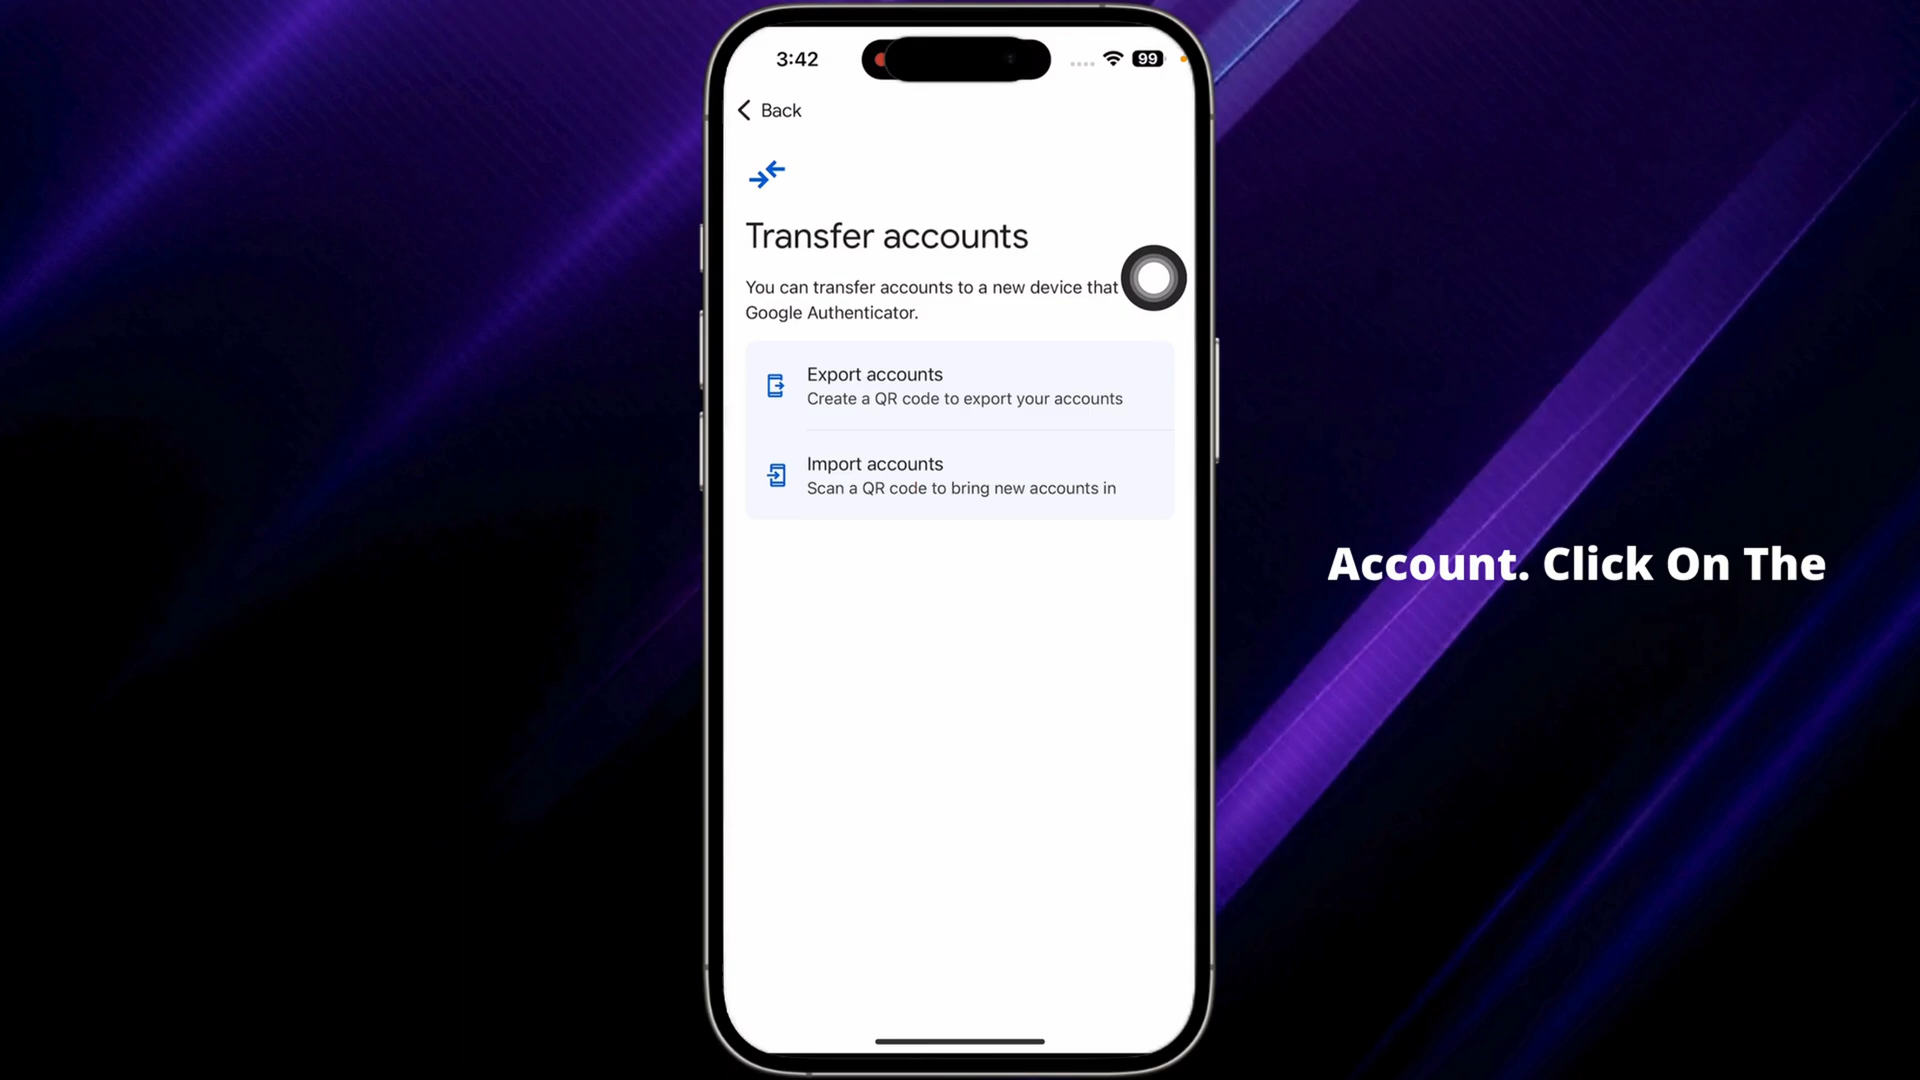 3:42
99
Back
Transfer accounts
You can transfer accounts to a new device that
Google Authenticator.
Export accounts
Create a QR code to export your accounts
Import accounts
Scan a QR code to bring new accounts in
Account. Click On The